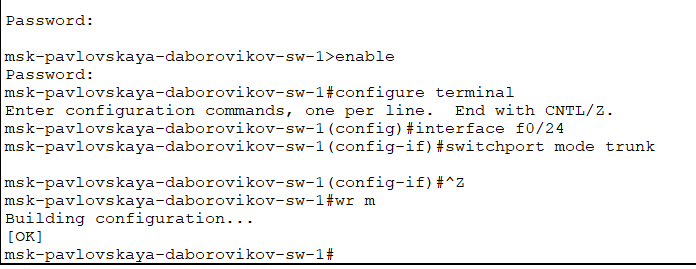 Password:
msk-pavlovskaya-daborovikov-sw-1>enable
Password:
msk-pavlovskaya-daborovikov-sw-1#configure terminal
Enter configuration commands, one per line.  End with CNTL/Z.
msk-pavlovskaya-daborovikov-sw-1(config)#interface f0/24
msk-pavlovskaya-daborovikov-sw-1(config-if)#switchport mode trunk
msk-pavlovskaya-daborovikov-sw-1(config-if)#^Z
msk-pavlovskaya-daborovikov-sw-1#wr m
Building configuration...
[OK]
msk-pavlovskaya-daborovikov-sw-1#